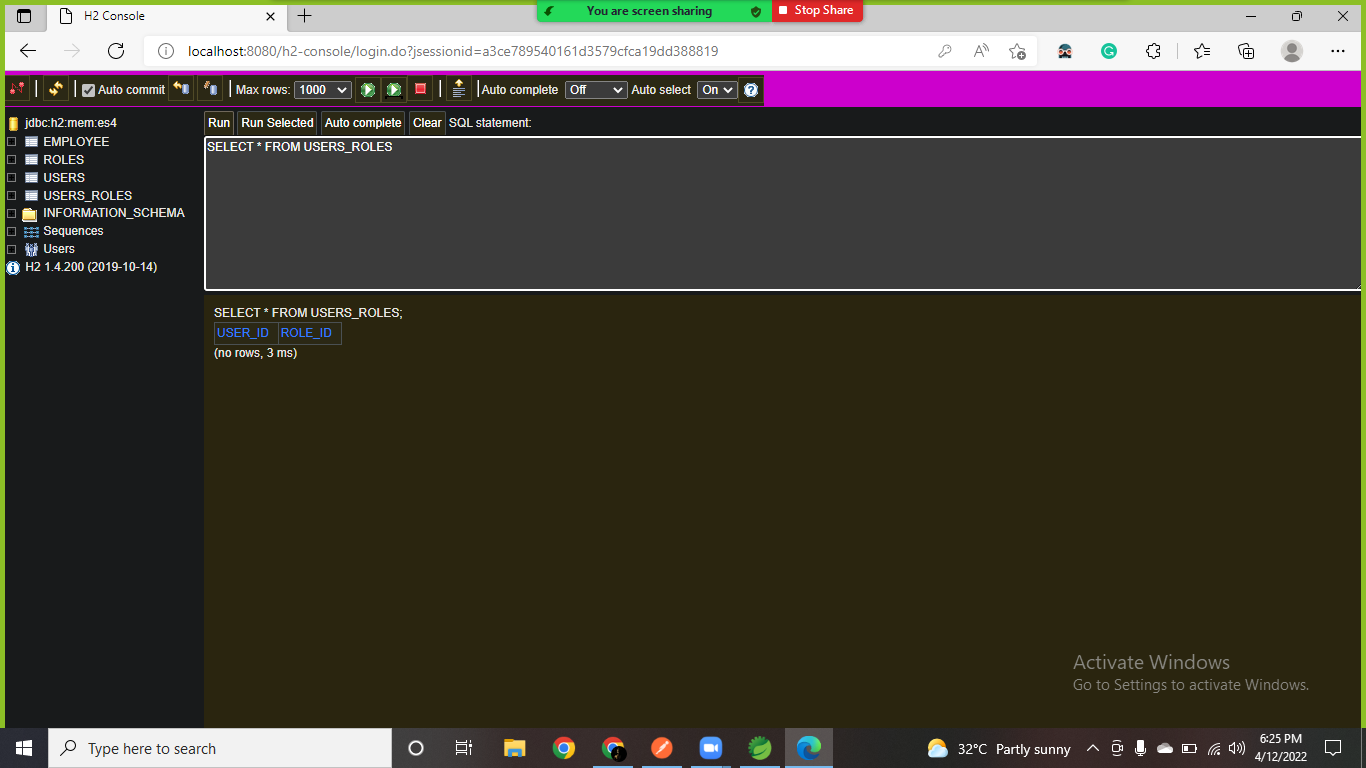 H2 Console
You are screen sharing
Stop Share
localhost:8080/h2-console/login.do?jsessionid=a3ce789540161d3579cfca19dd388819
Auto commit
Max rows: 1000
Auto complete Off
Auto select On
jdbc:h2:mem:es4
EMPLOYEE
ROLES
USERS
USERS_ROLES
INFORMATION_SCHEMA
Sequences
Users
H2 1.4.200 (2019-10-14)
Run Run Selected Auto complete Clear SQL statement:
SELECT * FROM USERS_ROLES
SELECT * FROM USERS_ROLES;
USER_ID ROLE_ID
(no rows, 3 ms)
Activate Windows
Go to Settings to activate Windows.
Type here to search
32°C Partly sunny
6:25 PM
4/12/2022